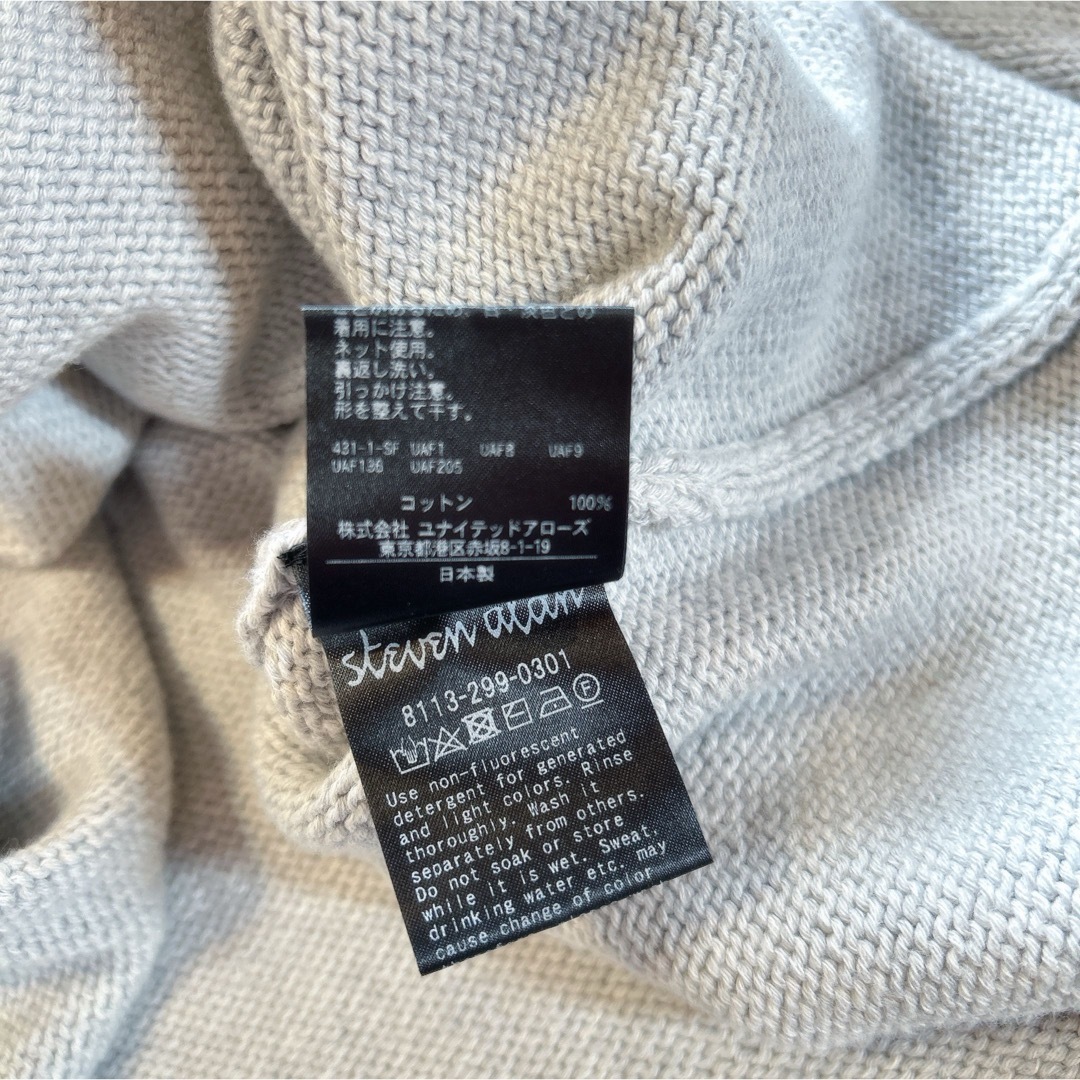 着用に注意。
ネット使用。
裏返し洗い。
引っかけ注意。
形を整えて干す。
431-1-SF UAF1 UAF8 UAF9
UAF136 UAF205
コットン 100%
株式会社 ユナイテッドアローズ
東京都港区赤坂8-1-19
日本製
steven alan
8113-299-0301
Use non-fluorescent
detergent for generated
and light colors. Rinse
thoroughly. Wash it
separately from others.
Do not soak or store
while it is wet. Sweat,
drinking water etc. may
cause change of color